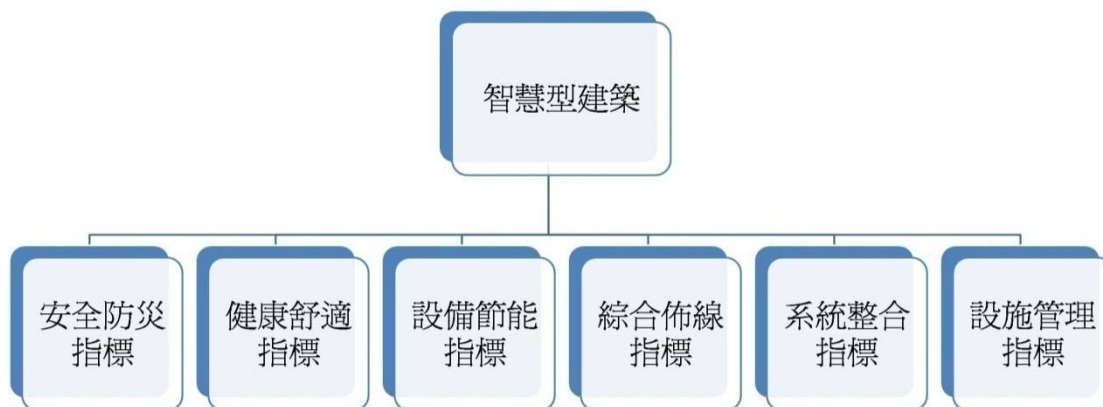 智慧型建築
安全防災
指標
健康舒適
指標
設備節能
指標
綜合佈線
指標
系統整合
指標
設施管理
指標